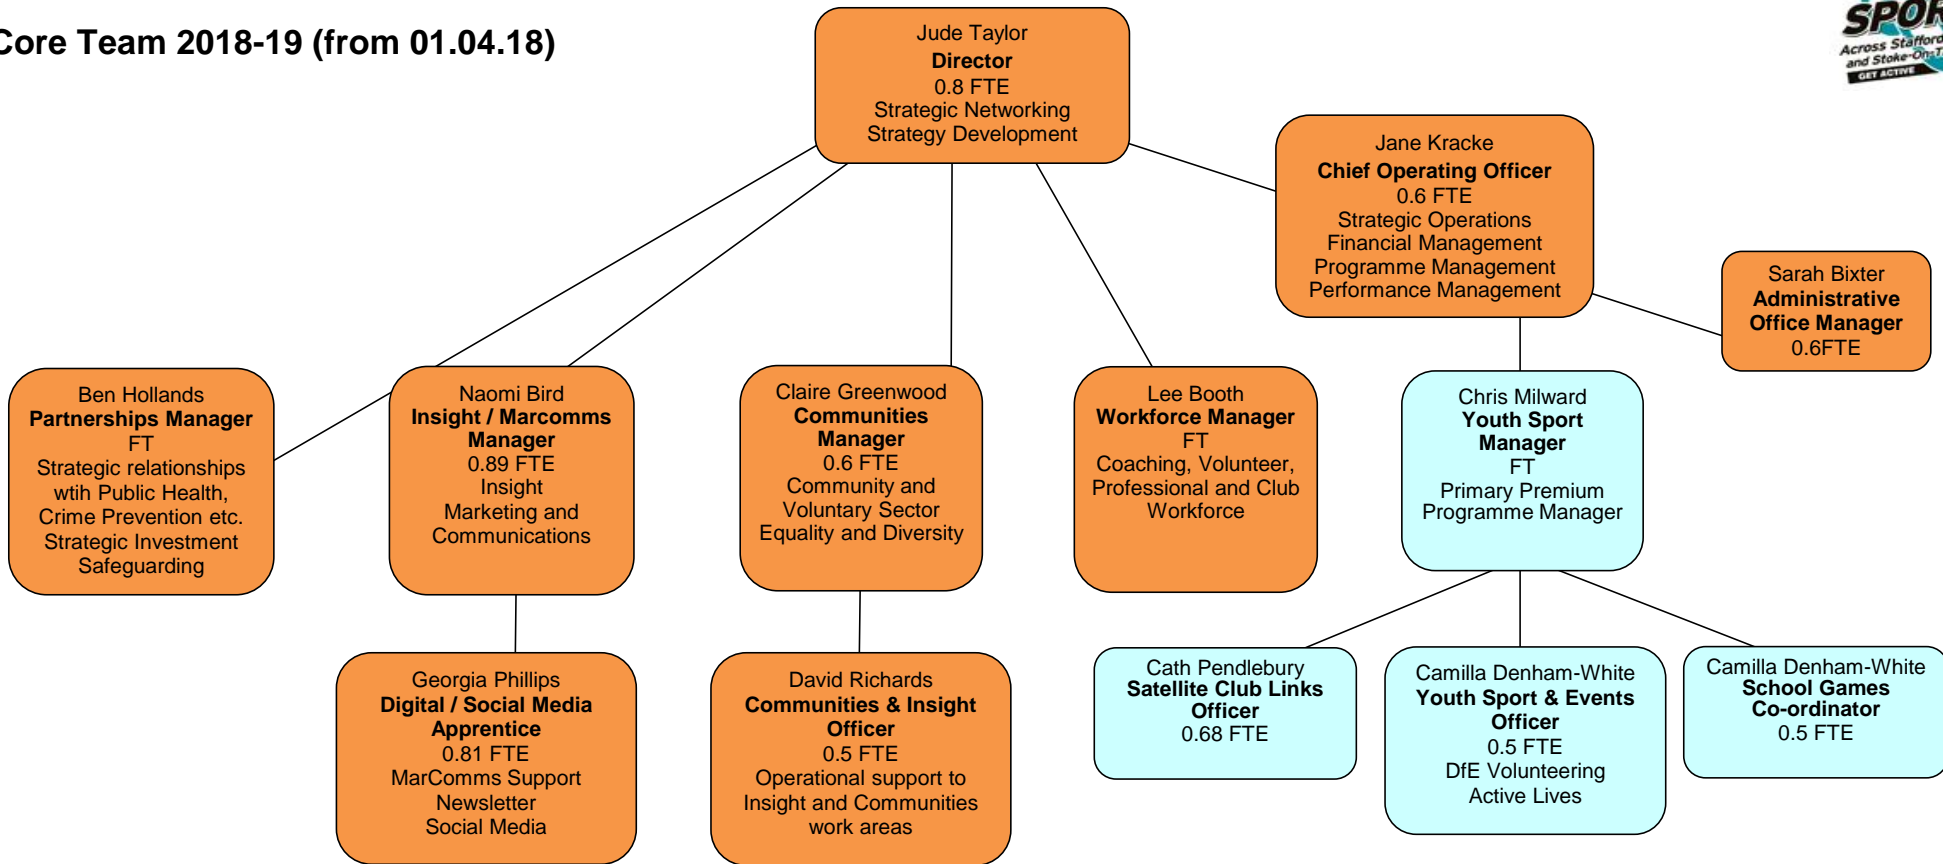 Core Team 2018-19 (from 01.04.18)
SPOR
Across Stafford
and Stoke-On-T
GET ACTIVE
Jude Taylor
Director
0.8 FTE
Strategic Networking
Strategy Development
Jane Kracke
Chief Operating Officer
0.6 FTE
Strategic Operations
Financial Management
Programme Management
Performance Management
Sarah Bixter
Administrative
Office Manager
0.6FTE
Ben Hollands
Partnerships Manager
FT
Strategic relationships
wtih Public Health,
Crime Prevention etc.
Strategic Investment
Safeguarding
Naomi Bird
Insight / Marcomms
Manager
0.89 FTE
Insight
Marketing and
Communications
Claire Greenwood
Communities
Manager
0.6 FTE
Community and
Voluntary Sector
Equality and Diversity
Lee Booth
Workforce Manager
FT
Coaching, Volunteer,
Professional and Club
Workforce
Chris Milward
Youth Sport
Manager
FT
Primary Premium
Programme Manager
Georgia Phillips
Digital / Social Media
Apprentice
0.81 FTE
MarComms Support
Newsletter
Social Media
David Richards
Communities & Insight
Officer
0.5 FTE
Operational support to
Insight and Communities
work areas
Cath Pendlebury
Satellite Club Links
Officer
0.68 FTE
Camilla Denham-White
Youth Sport & Events
Officer
0.5 FTE
DfE Volunteering
Active Lives
Camilla Denham-White
School Games
Co-ordinator
0.5 FTE